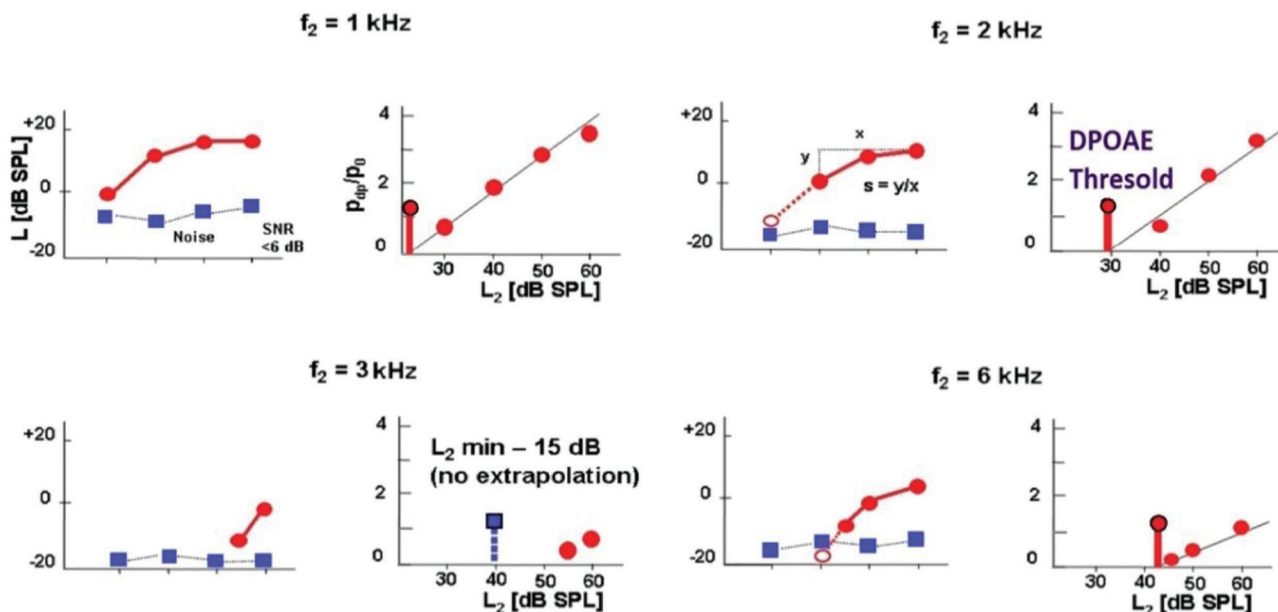 f₂ = 1 kHz
L [dB SPL]
+20
0
-20
Noise
SNR
<6 dB
p_dp/p₀
4
2
0
30 40 50 60
L₂ [dB SPL]
f₂ = 2 kHz
+20
0
-20
x
y
s = y/x
4
2
0
DPOAE
Thresold
30 40 50 60
L₂ [dB SPL]
f₂ = 3 kHz
+20
0
-20
4
2
0
L₂ min – 15 dB
(no extrapolation)
30 40 50 60
L₂ [dB SPL]
f₂ = 6 kHz
+20
0
-20
4
2
0
30 40 50 60
L₂ [dB SPL]